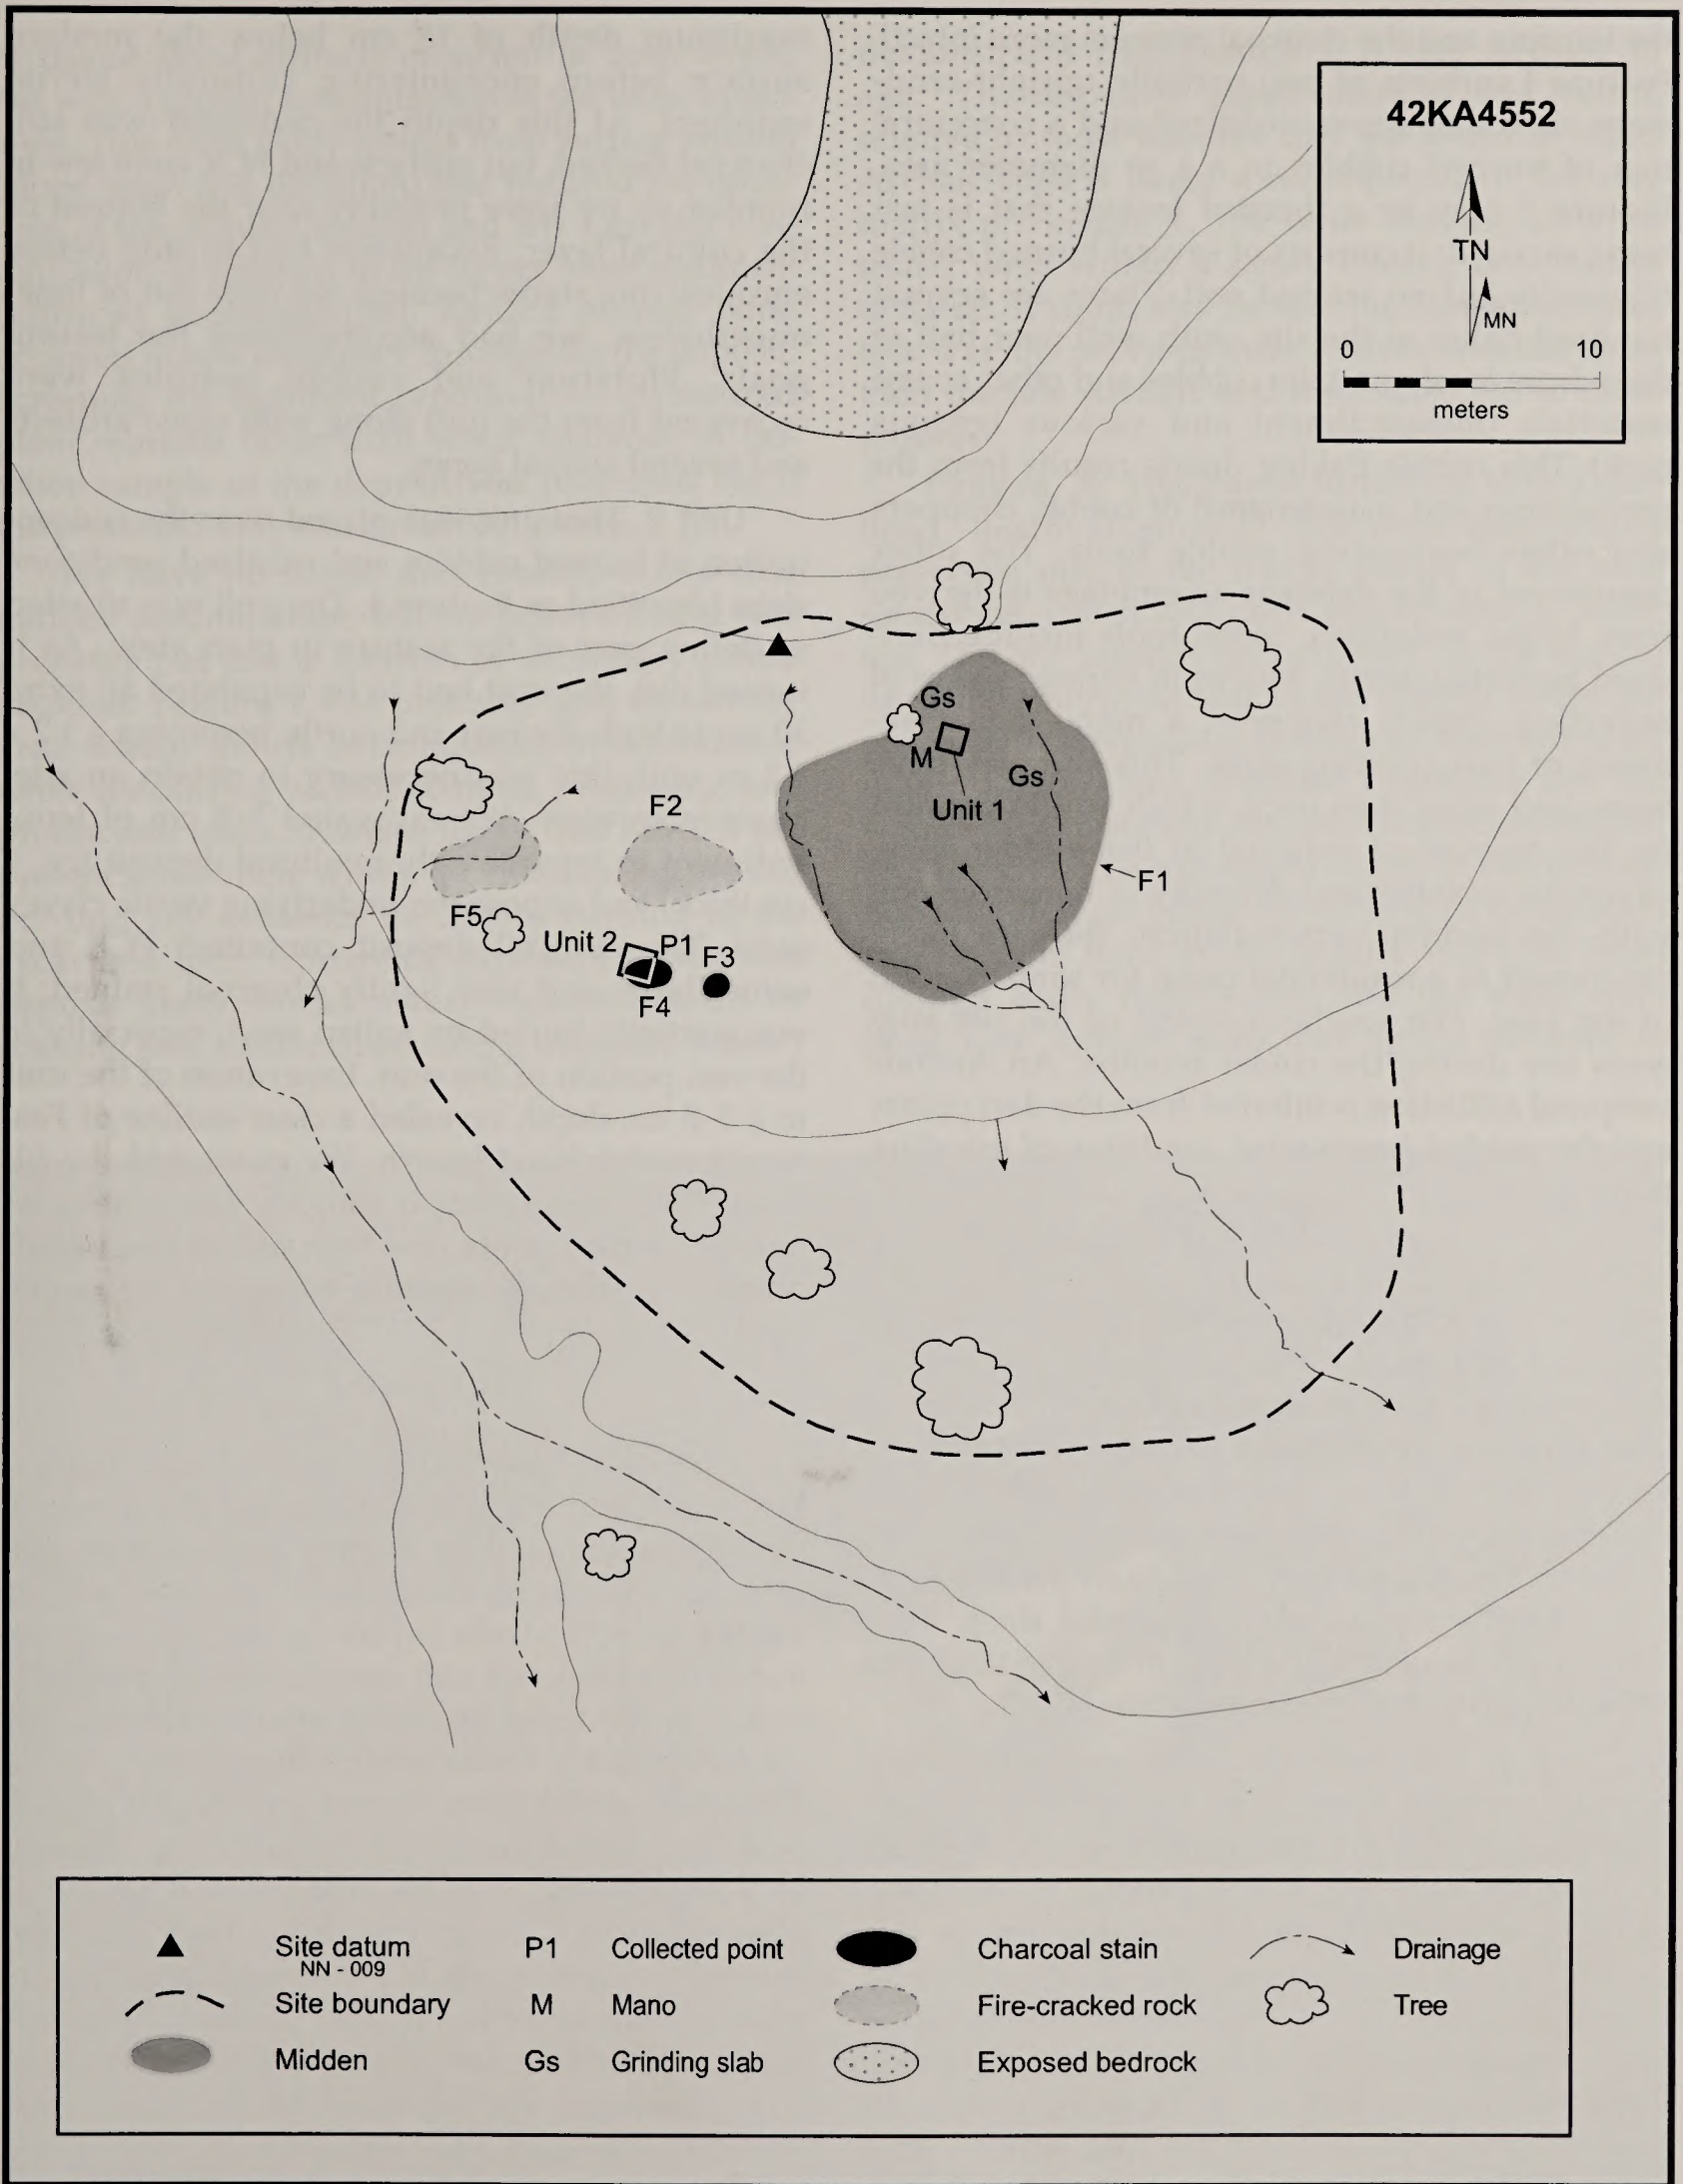 42KA4552
TN
MN
0 10
meters
Gs
M
Gs
Unit 1
F2
F1
F5
Unit 2
P1
F3
F4
Site datum
NN - 009
Site boundary
Midden
P1 Collected point
M Mano
Gs Grinding slab
Charcoal stain
Fire-cracked rock
Exposed bedrock
Drainage
Tree